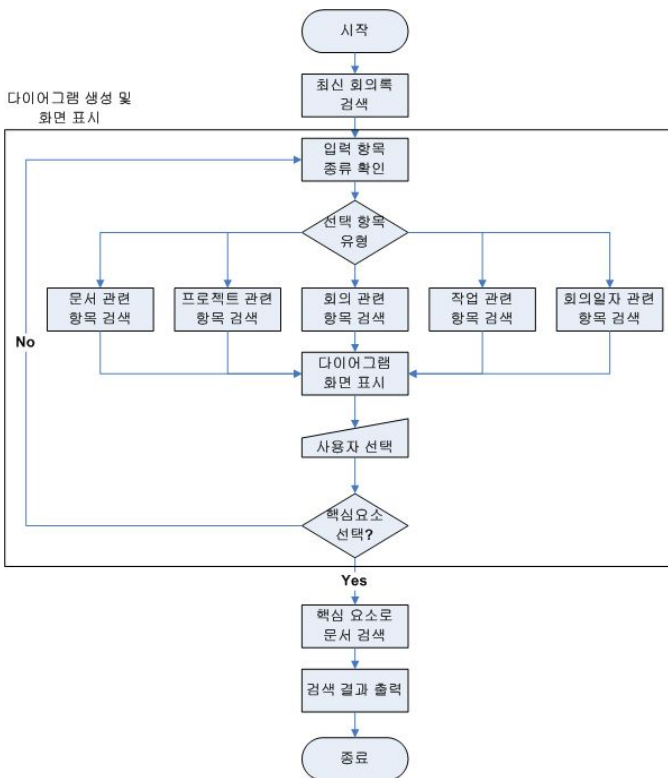 시작
최신 회의록
검색
다이어그램 생성 및
화면 표시
입력 항목
종류 확인
선택 항목
유형
문서 관련
항목 검색
프로젝트 관련
항목 검색
회의 관련
항목 검색
작업 관련
항목 검색
회의일자 관련
항목 검색
No
다이어그램
화면 표시
사용자 선택
핵심요소
선택?
Yes
핵심 요소로
문서 검색
검색 결과 출력
종료